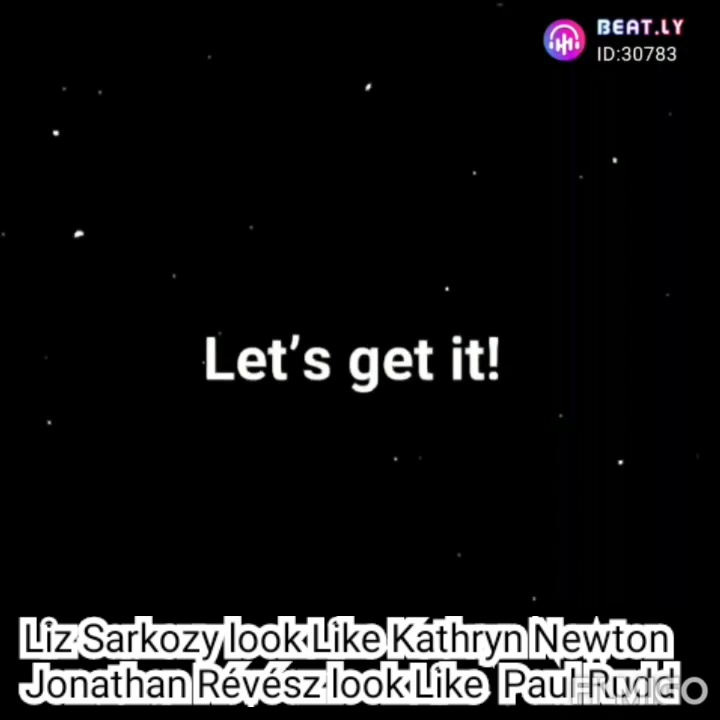 BEAT.LY
ID:30783
Let’s get it!
Liz Sarkozy look Like Kathryn Newton
Jonathan Révész look Like Paul Rudd
FILMIGO